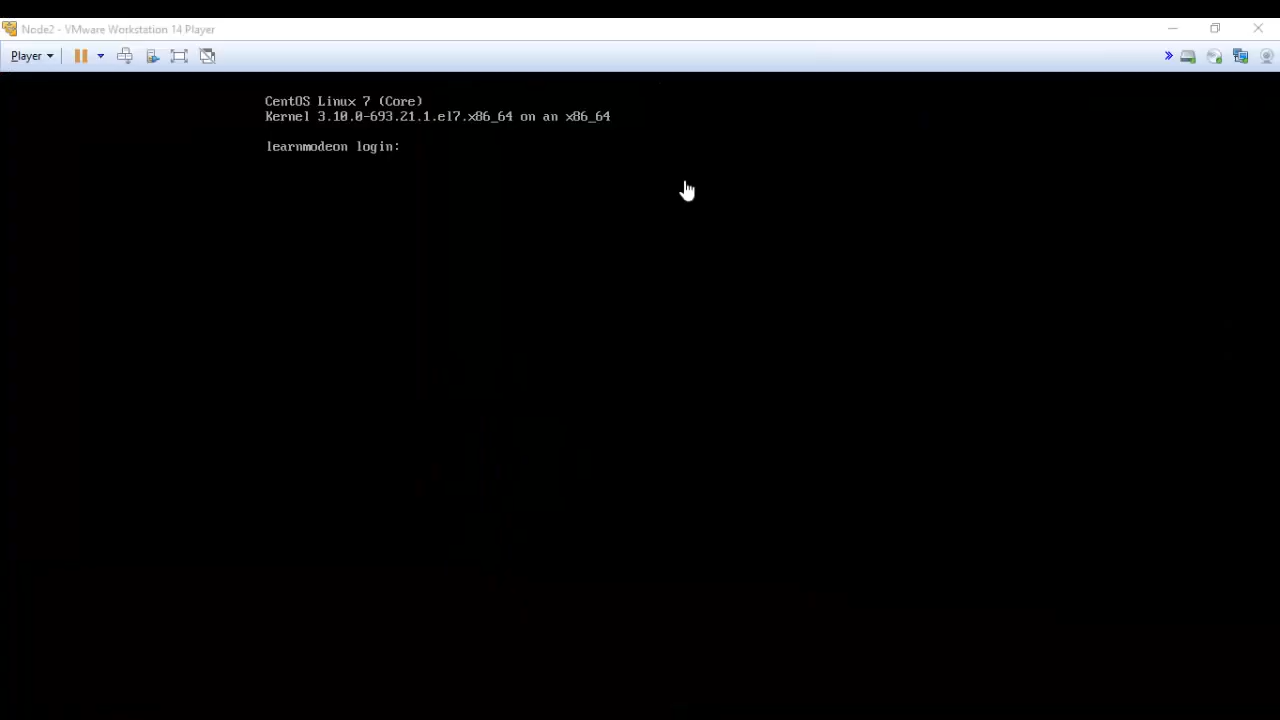 Node2 - VMware Workstation 14 Player
Player
CentOS Linux 7 (Core)
Kernel 3.10.0-693.21.1.el7.x86_64 on an x86_64
learnmodeon login: